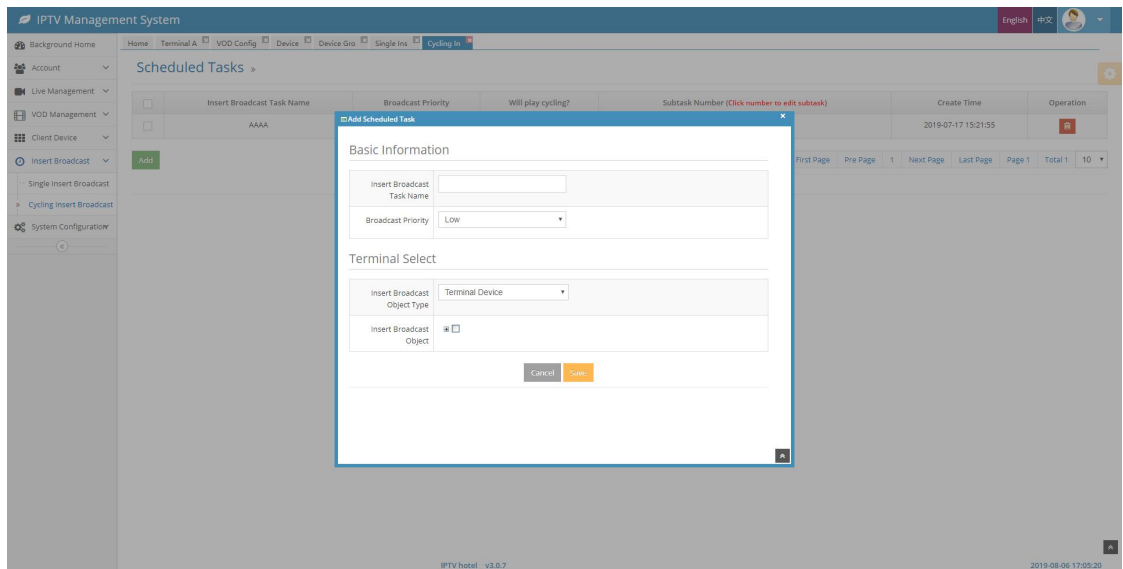 IPTV Management System
English
中文
Background Home
Home
Terminal A
VOD Config
Device
Device Gro
Single Ins
Cycling In
Account
Scheduled Tasks »
Live Management
VOD Management
Client Device
Insert Broadcast
Single Insert Broadcast
Cycling Insert Broadcast
System Configuration
Insert Broadcast Task Name
Broadcast Priority
Will play cycling?
Subtask Number (Click number to edit subtask)
Create Time
Operation
AAAA
2019-07-17 15:21:55
Add
First Page
Pre Page
1
Next Page
Last Page
Page 1
Total 1
10
Add Scheduled Task
Basic Information
Insert Broadcast
Task Name
Broadcast Priority
Low
Terminal Select
Insert Broadcast
Object Type
Terminal Device
Insert Broadcast
Object
Cancel
Save
IPTV hotel v3.0.7
2019-08-06 17:05:20